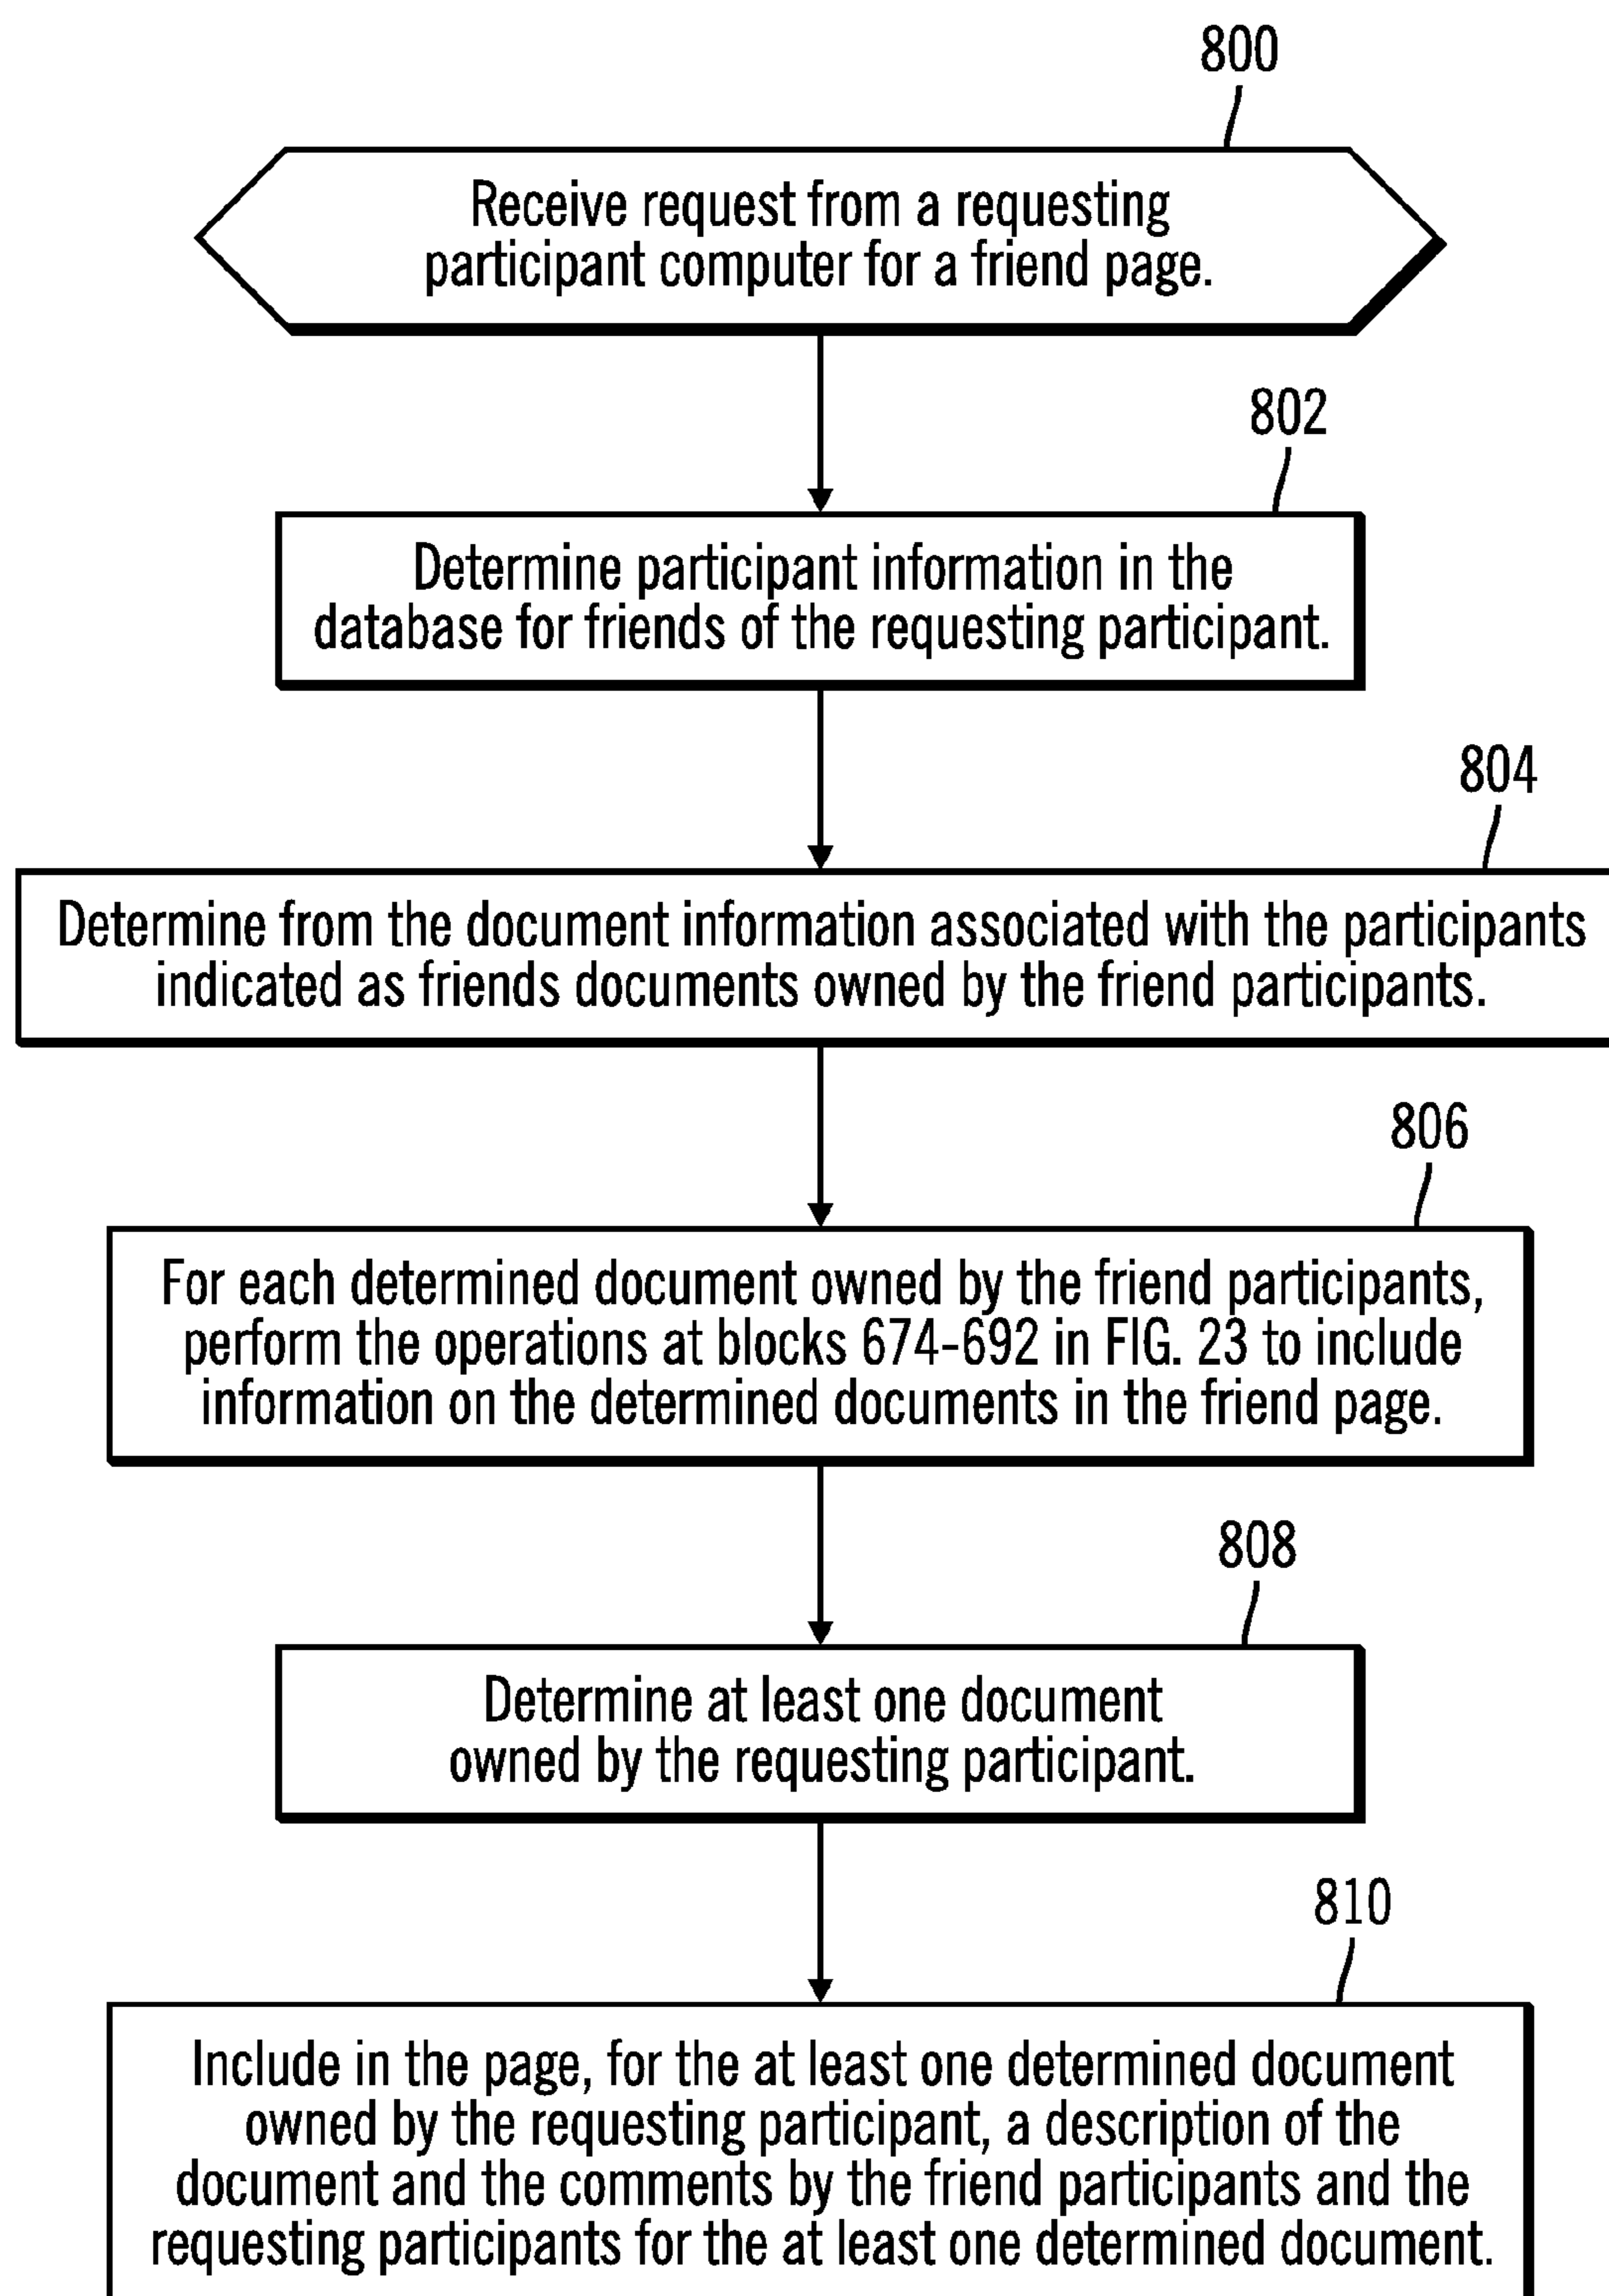 800
Receive request from a requesting
participant computer for a friend page.
802
Determine participant information in the
database for friends of the requesting participant.
804
Determine from the document information associated with the participants
indicated as friends documents owned by the friend participants.
806
For each determined document owned by the friend participants,
perform the operations at blocks 674-692 in FIG. 23 to include
information on the determined documents in the friend page.
808
Determine at least one document
owned by the requesting participant.
810
Include in the page, for the at least one determined document
owned by the requesting participant, a description of the
document and the comments by the friend participants and the
requesting participants for the at least one determined document.